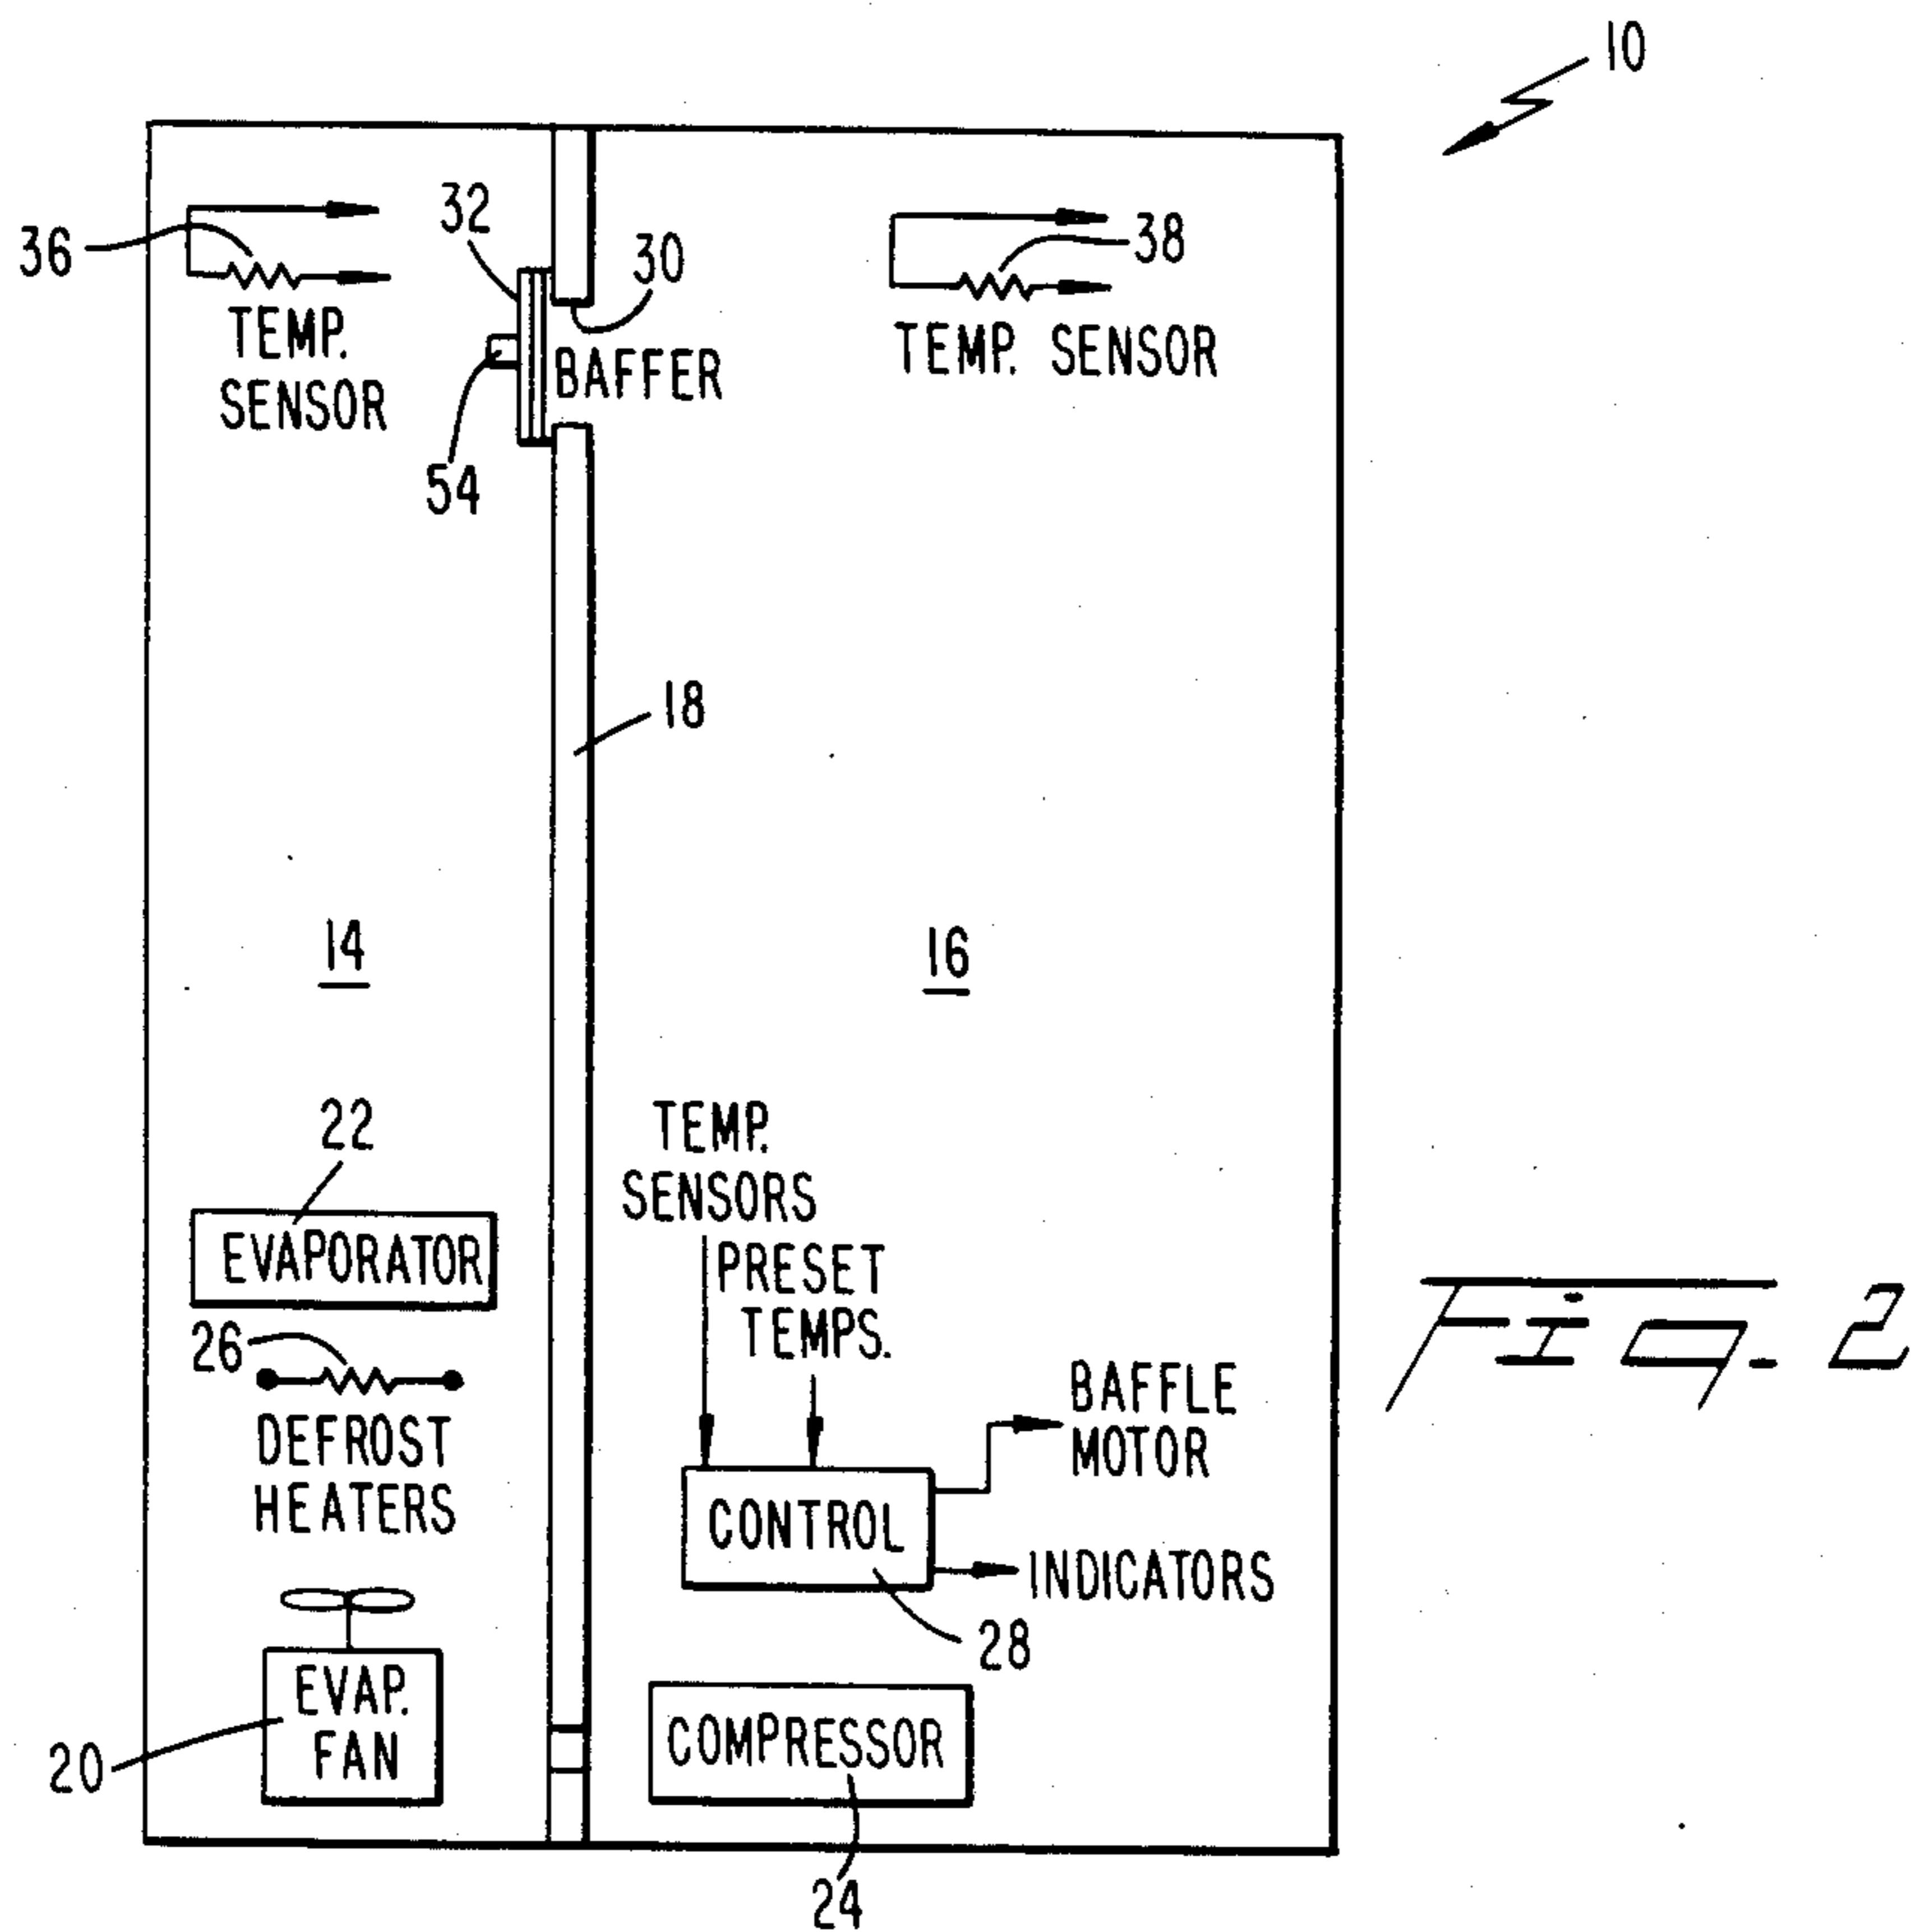 10
32
36
30
38
TEMP.
SENSOR
BAFFER
TEMP. SENSOR
54
18
14
16
22
TEMP.
SENSORS
EVAPORATOR
PRESET
TEMPS.
26
DEFROST
HEATERS
BAFFLE
MOTOR
CONTROL
INDICATORS
28
EVAP.
FAN
20
COMPRESSOR
24
Fig. 2